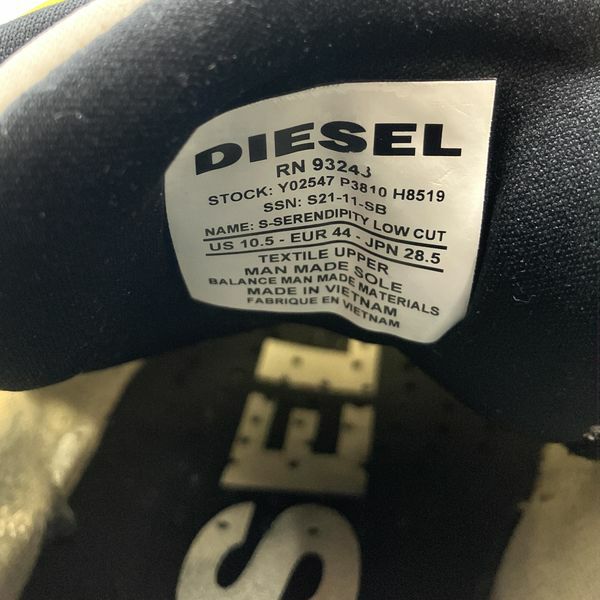 DIESEL
RN 93243
STOCK: Y02547 P3810 H8519
SSN: S21-11-SB
NAME: S-SERENDIPITY LOW CUT
US 10.5 - EUR 44 - JPN 28.5
TEXTILE UPPER
MAN MADE SOLE
BALANCE MAN MADE MATERIALS
MADE IN VIETNAM
FABRIQUE EN VIETNAM
SEL